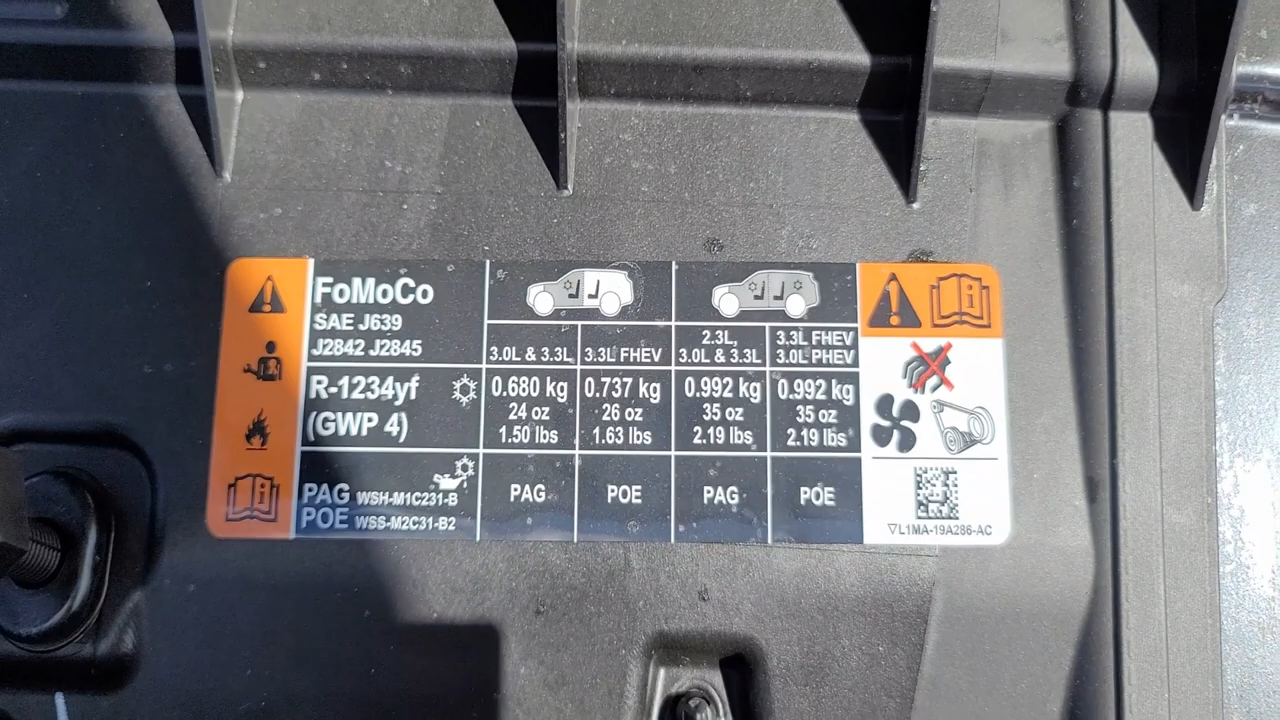 FoMoCo
SAE J639
J2842 J2845
R-1234yf
(GWP 4)
PAG WSH-M1C231-B
POE WSS-M2C31-B2
3.0L & 3.3L
3.3L FHEV
2.3L,
3.0L & 3.3L
3.3L FHEV
3.0L PHEV
0.680 kg
24 oz
1.50 lbs
0.737 kg
26 oz
1.63 lbs
0.992 kg
35 oz
2.19 lbs
0.992 kg
35 oz
2.19 lbs
PAG
POE
PAG
POE
L1MA-19A286-AC